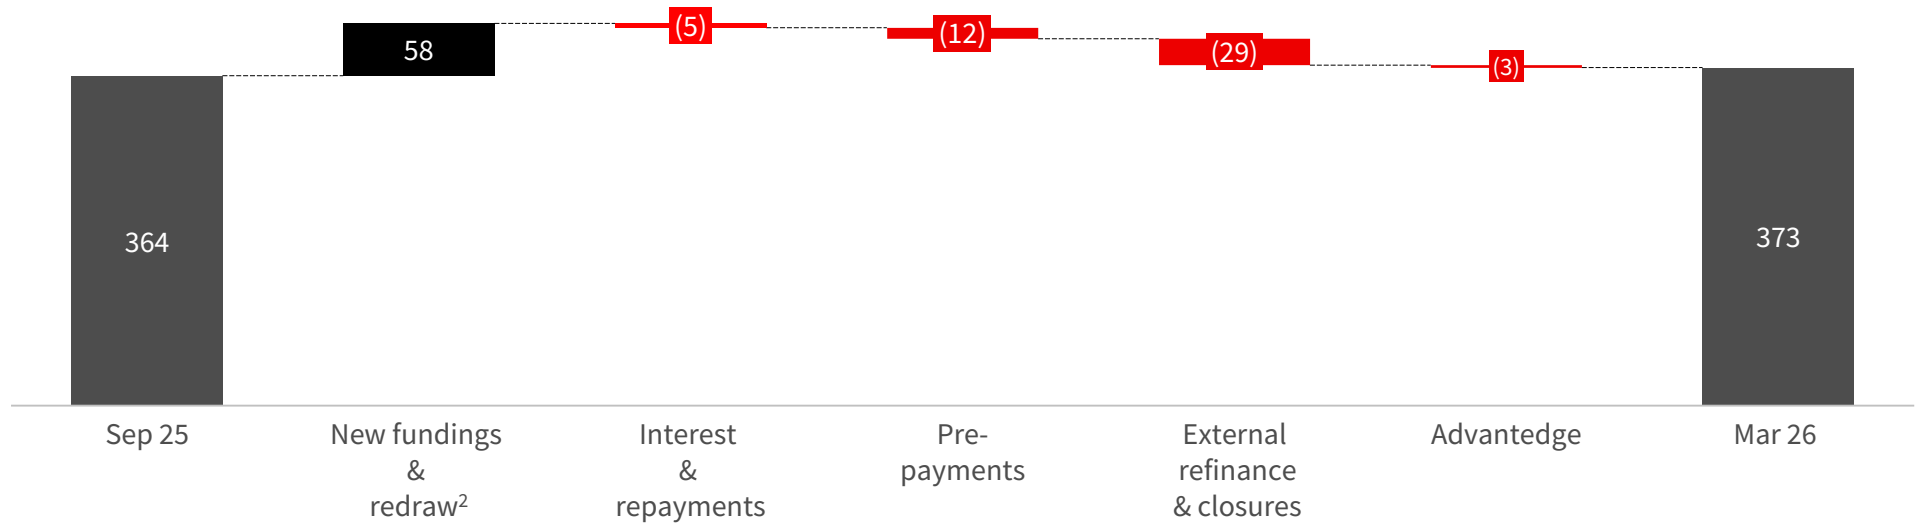 58
(5)
(12)
(29)
(3)
364
373
Sep 25
New fundings
&
redraw²
Interest
&
repayments
Pre-
payments
External
refinance
& closures
Advantedge
Mar 26